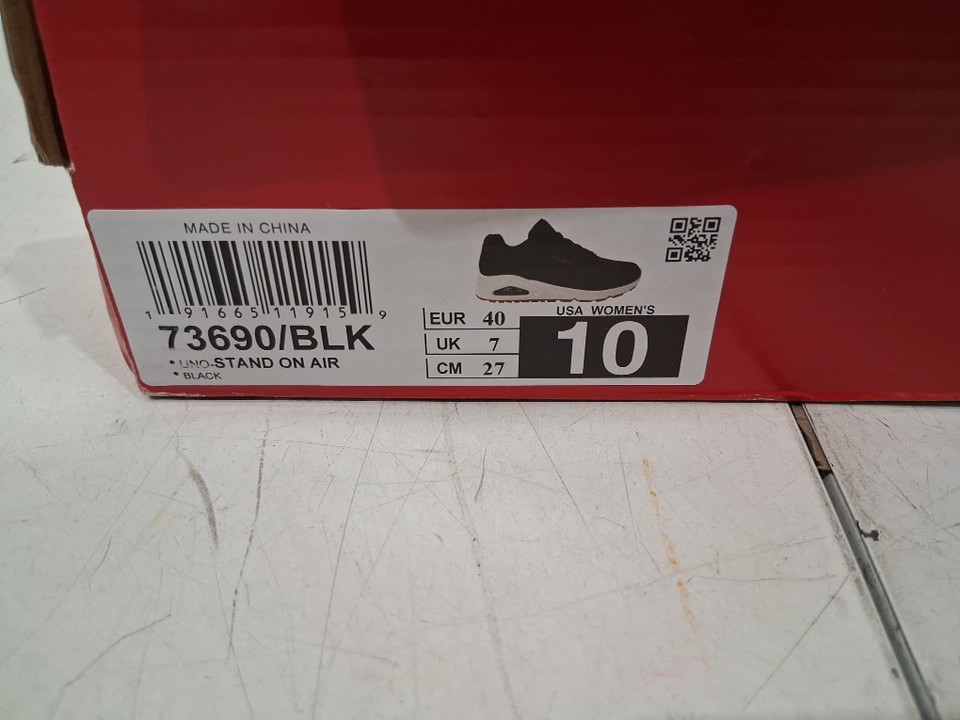 MADE IN CHINA
1 91665 11915 9
73690/BLK
• UNO-STAND ON AIR
• BLACK
EUR 40
UK 7
CM 27
USA WOMEN'S
10